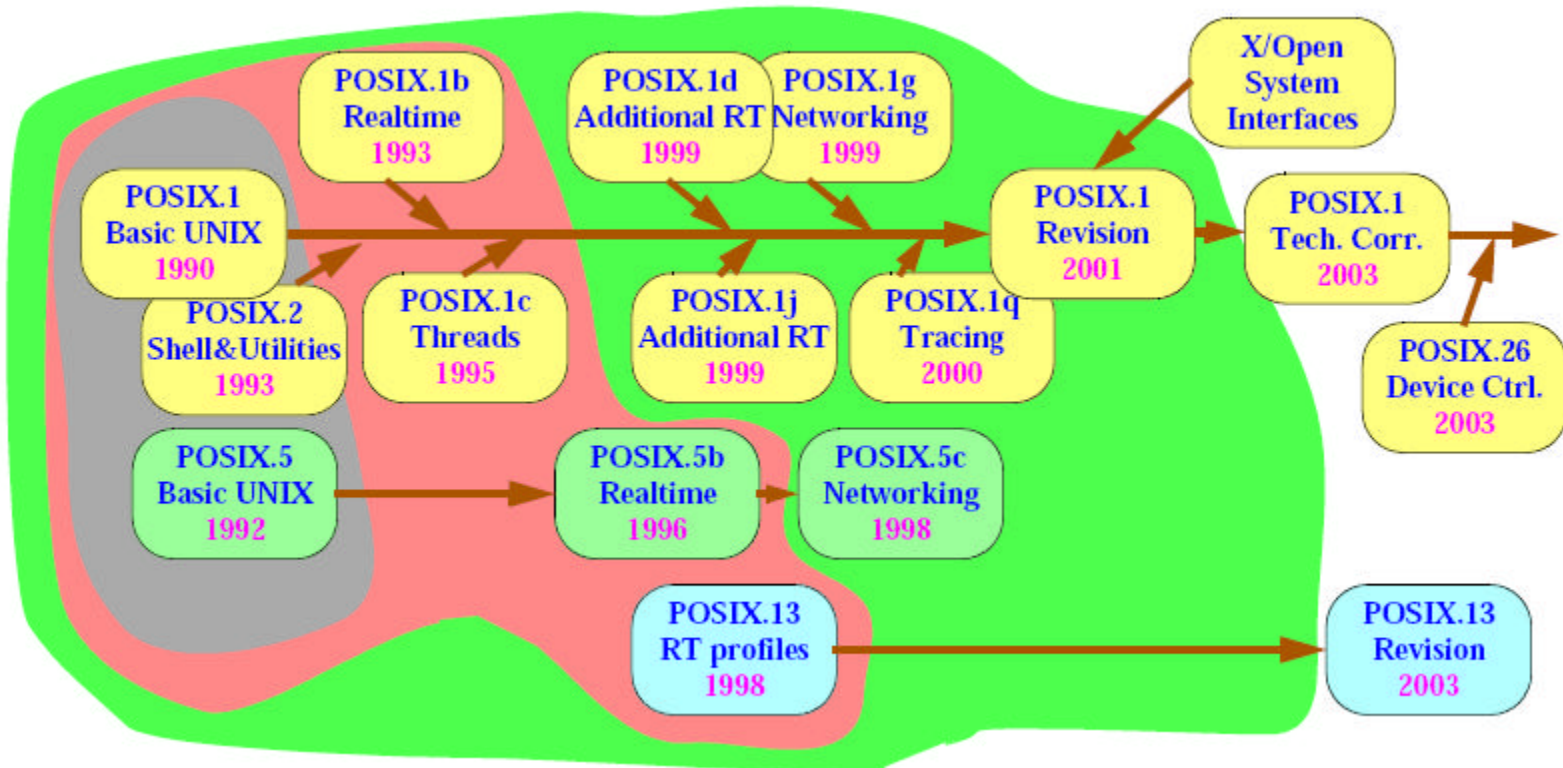 POSIX.1b
Realtime
1993
POSIX.1d
Additional RT
1999
POSIX.1g
Networking
1999
X/Open
System
Interfaces
POSIX.1
Basic UNIX
1990
POSIX.1
Revision
2001
POSIX.1
Tech. Corr.
2003
POSIX.2
Shell&Utilities
1993
POSIX.1c
Threads
1995
POSIX.1j
Additional RT
1999
POSIX.1q
Tracing
2000
POSIX.26
Device Ctrl.
2003
POSIX.5
Basic UNIX
1992
POSIX.5b
Realtime
1996
POSIX.5c
Networking
1998
POSIX.13
RT profiles
1998
POSIX.13
Revision
2003